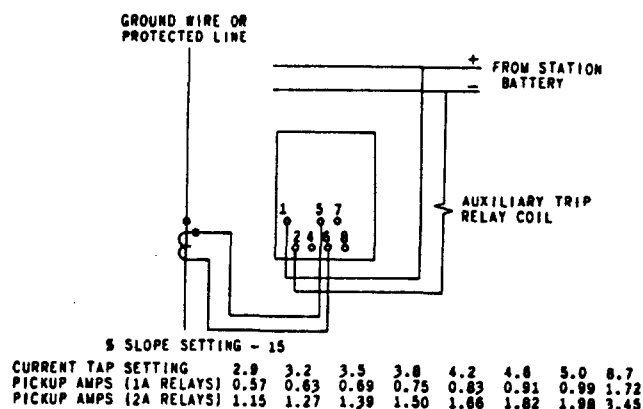 GROUND WIRE OR
PROTECTED LINE
+
FROM STATION
-
BATTERY
1 5 7
2 4 6 8
AUXILIARY TRIP
RELAY COIL
% SLOPE SETTING - 15
CURRENT TAP SETTING 2.9 3.2 3.5 3.8 4.2 4.6 5.0 8.7
PICKUP AMPS (1A RELAYS) 0.57 0.63 0.69 0.75 0.83 0.91 0.99 1.72
PICKUP AMPS (2A RELAYS) 1.15 1.27 1.39 1.50 1.66 1.82 1.98 3.45